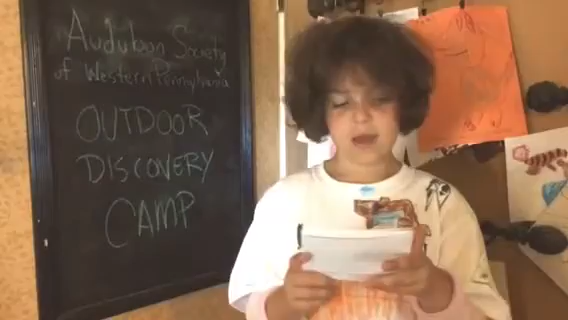 Audubon Society
of Western Pennsylvania
OUTDOOR
DISCOVERY
CAMP